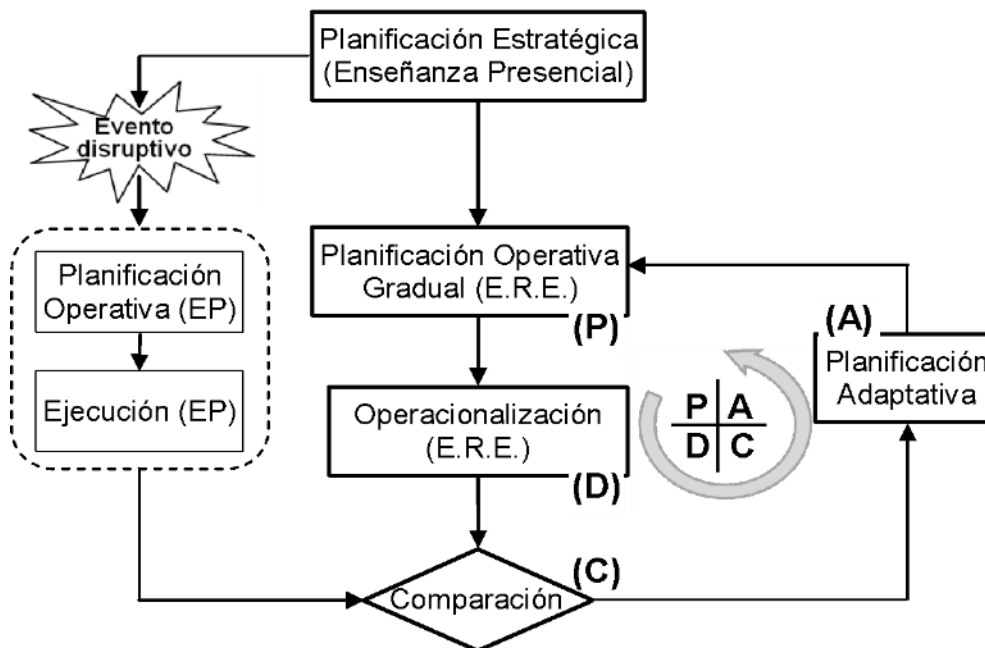 Planificación Estratégica
(Enseñanza Presencial)
Evento
disruptivo
Planificación
Operativa (EP)
Ejecución (EP)
Planificación Operativa
Gradual (E.R.E.)
(P)
Operacionalización
(E.R.E.)
(D)
Comparación
(C)
P A
D C
(A)
Planificación
Adaptativa